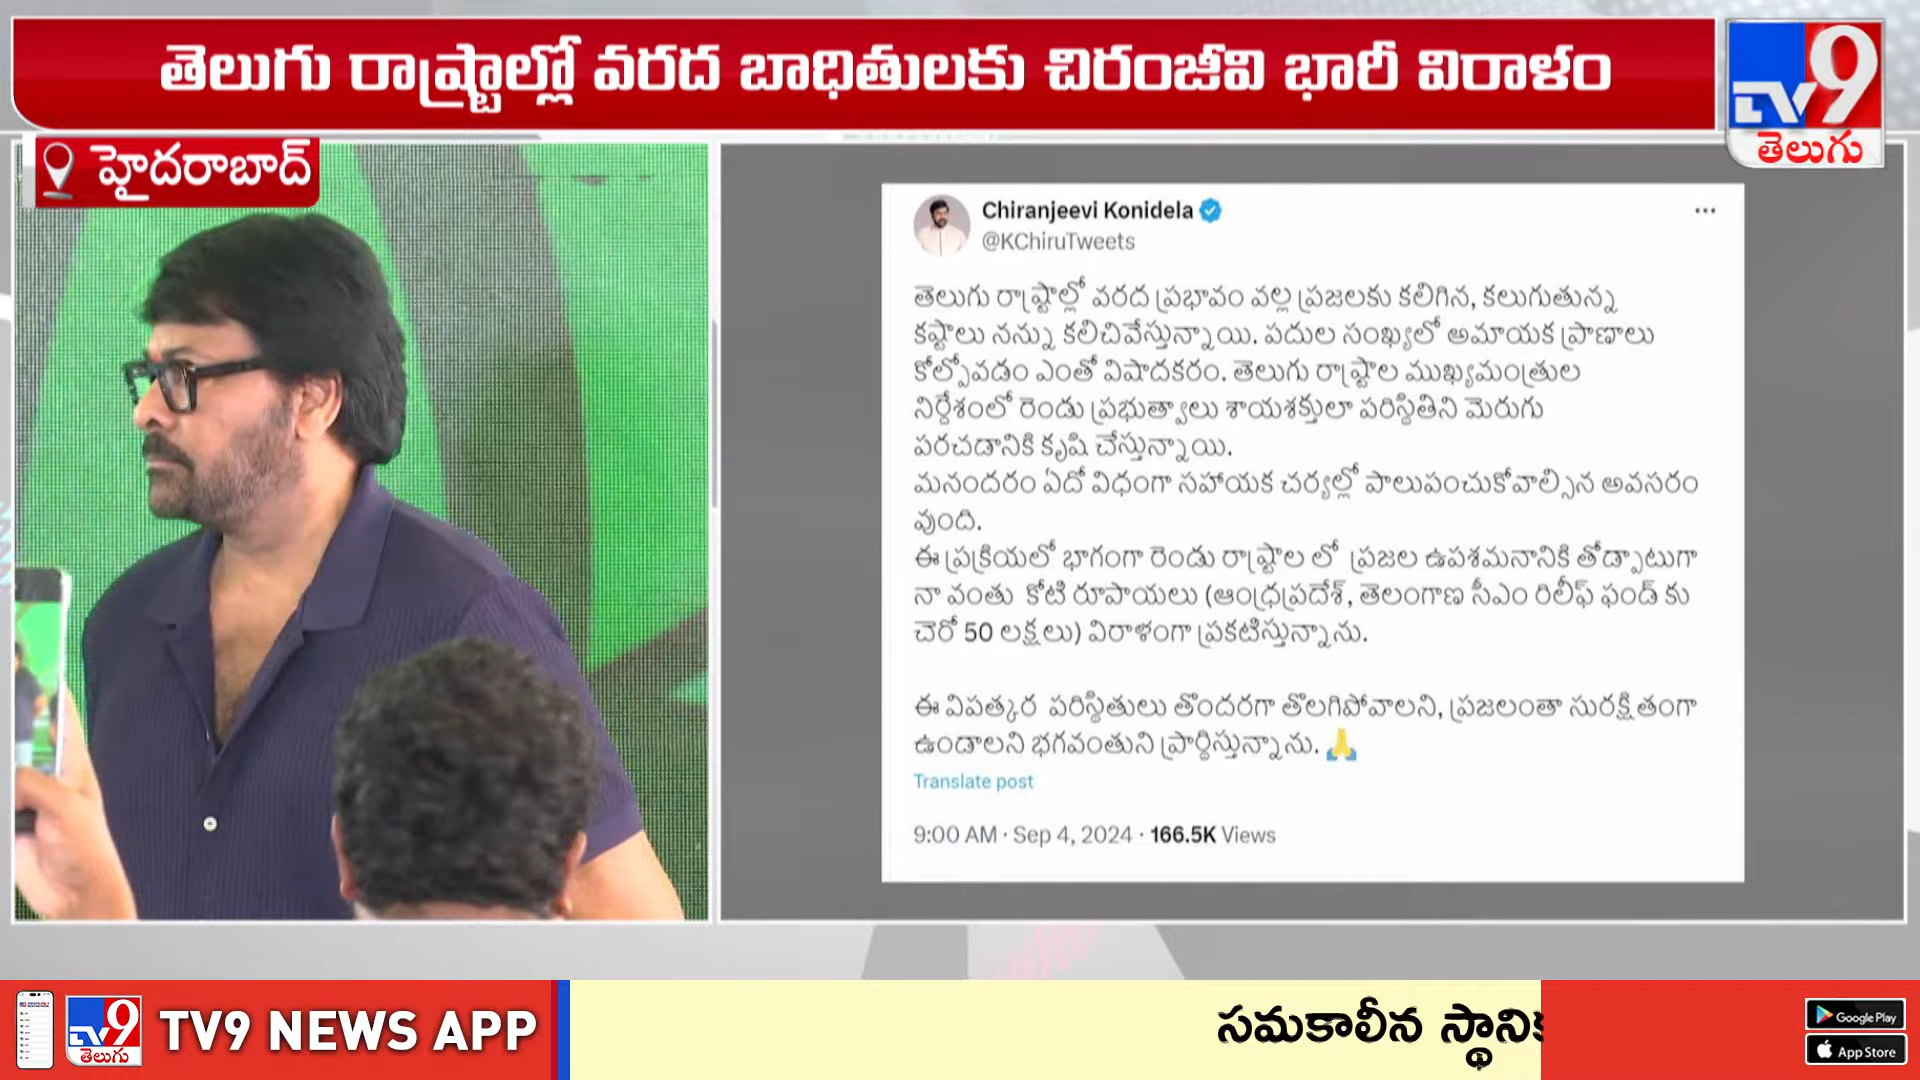 తెలుగు రాష్ట్రాల్లో వరద బాధితులకు చిరంజీవి భారీ విరాళం
TV9
తెలుగు
హైదరాబాద్
Chiranjeevi Konidela
@KChiruTweets
తెలుగు రాష్ట్రాల్లో వరద ప్రభావం వల్ల ప్రజలకు కలిగిన, కలుగుతున్న
కష్టాలు నన్ను కలిచివేస్తున్నాయి. పదుల సంఖ్యలో అమాయక ప్రాణాలు
కోల్పోవడం ఎంతో విషాదకరం. తెలుగు రాష్ట్రాల ముఖ్యమంత్రుల
నిర్దేశంలో రెండు ప్రభుత్వాలు శాయశక్తులా పరిస్థితిని మెరుగు
పరచడానికి కృషి చేస్తున్నాయి.
మనందరం ఏదో విధంగా సహాయక చర్యల్లో పాలుపంచుకోవాల్సిన అవసరం
వుంది.
ఈ ప్రక్రియలో భాగంగా రెండు రాష్ట్రాల లో ప్రజల ఉపశమనానికి తోడ్పాటుగా
నా వంతు కోటి రూపాయలు (ఆంధ్రప్రదేశ్, తెలంగాణ సీఎం రిలీఫ్ ఫండ్ కు
చెరో 50 లక్షలు) విరాళంగా ప్రకటిస్తున్నాను.
ఈ విపత్కర పరిస్థితులు తొందరగా తొలగిపోవాలని, ప్రజలంతా సురక్షితంగా
ఉండాలని భగవంతుని ప్రార్థిస్తున్నాను. 🙏
Translate post
9:00 AM · Sep 4, 2024 · 166.5K Views
TV9
తెలుగు
TV9 NEWS APP
సమకాలీన స్థానిక
Google Play
App Store